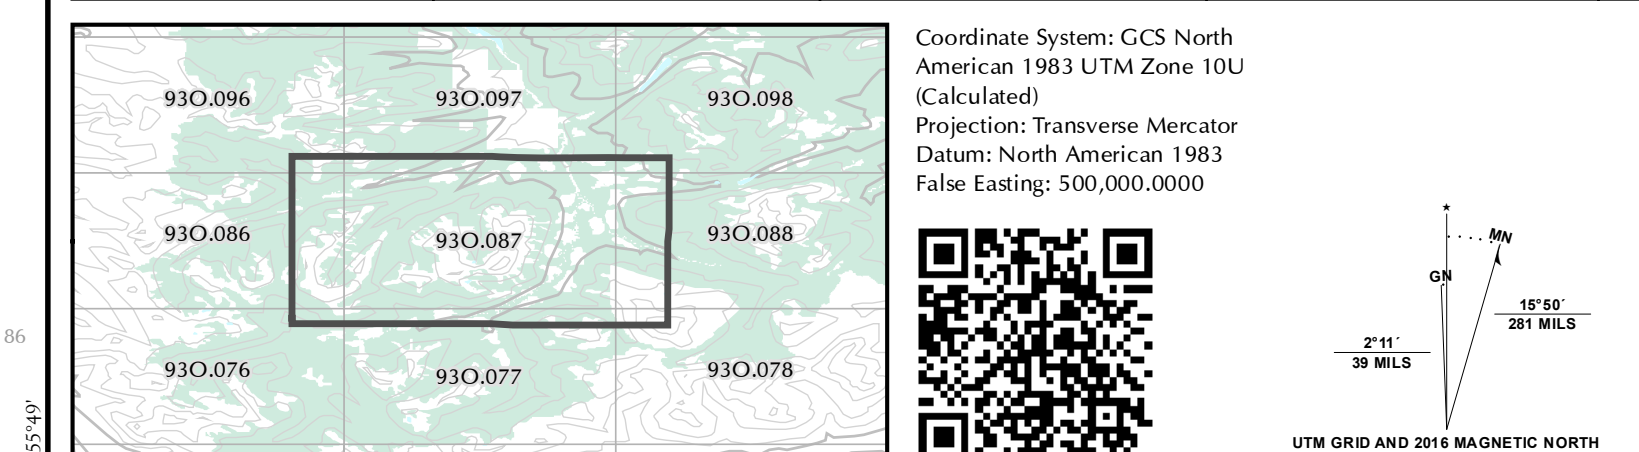 93O.096
93O.097
93O.098
93O.086
93O.087
93O.088
86
93O.076
93O.077
93O.078
55°49'
Coordinate System: GCS North
American 1983 UTM Zone 10U
(Calculated)
Projection: Transverse Mercator
Datum: North American 1983
False Easting: 500,000.0000
MN
GN
15°50´
281 MILS
2°11´
39 MILS
UTM GRID AND 2016 MAGNETIC NORTH